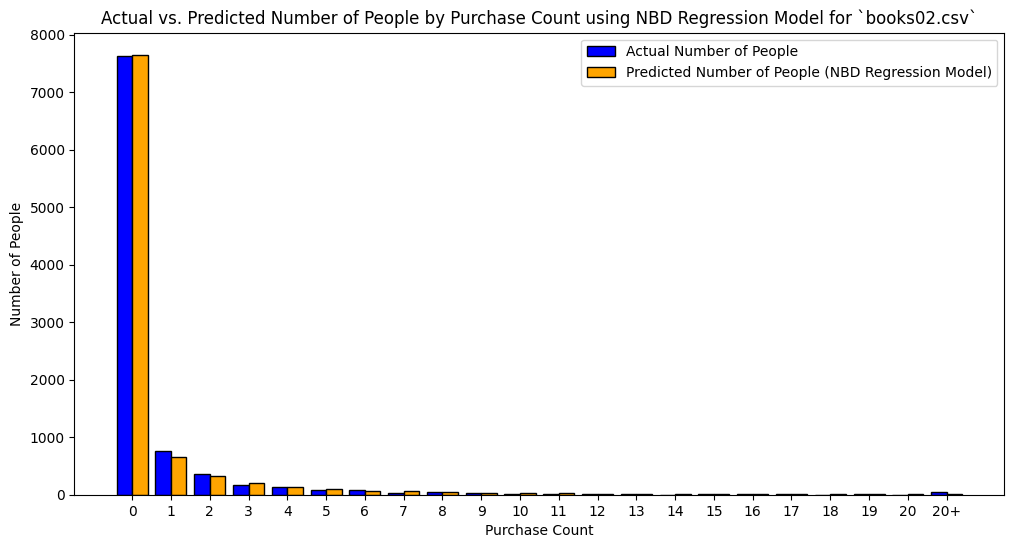 Actual vs. Predicted Number of People by Purchase Count using NBD Regression Model for `books02.csv`
Actual Number of People
Predicted Number of People (NBD Regression Model)
Number of People
8000
7000
6000
5000
4000
3000
2000
1000
0
0 1 2 3 4 5 6 7 8 9 10 11 12 13 14 15 16 17 18 19 20 20+
Purchase Count